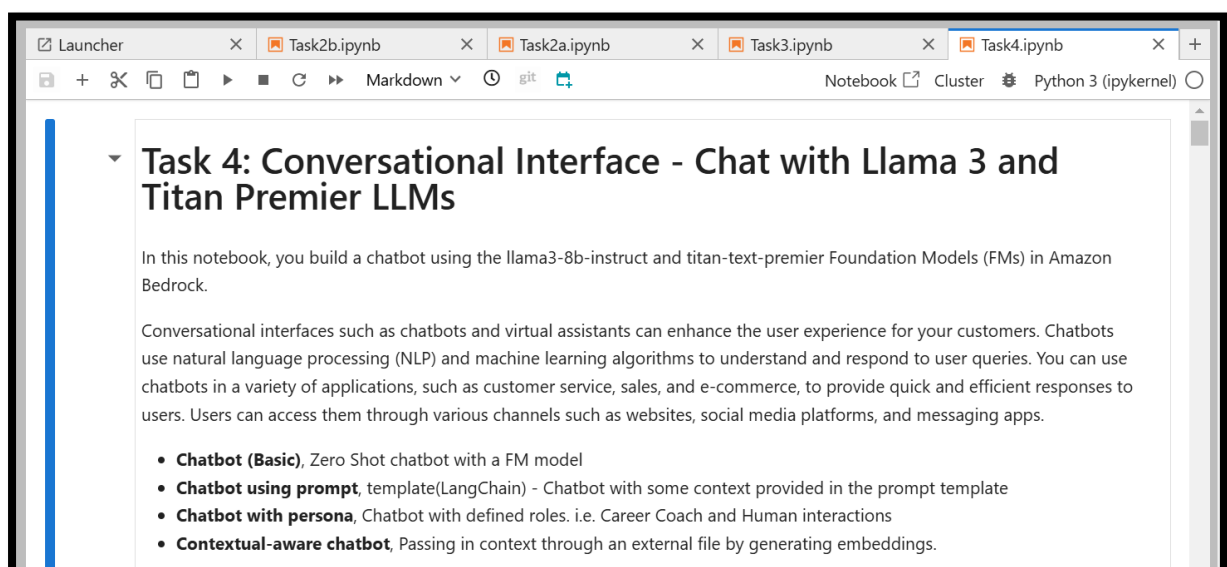 Launcher
Task2b.ipynb
Task2a.ipynb
Task3.ipynb
Task4.ipynb
Markdown
git
Notebook
Cluster
Python 3 (ipykernel)
Task 4: Conversational Interface - Chat with Llama 3 and
Titan Premier LLMs
In this notebook, you build a chatbot using the llama3-8b-instruct and titan-text-premier Foundation Models (FMs) in Amazon
Bedrock.
Conversational interfaces such as chatbots and virtual assistants can enhance the user experience for your customers. Chatbots
use natural language processing (NLP) and machine learning algorithms to understand and respond to user queries. You can use
chatbots in a variety of applications, such as customer service, sales, and e-commerce, to provide quick and efficient responses to
users. Users can access them through various channels such as websites, social media platforms, and messaging apps.
• Chatbot (Basic), Zero Shot chatbot with a FM model
• Chatbot using prompt, template(LangChain) - Chatbot with some context provided in the prompt template
• Chatbot with persona, Chatbot with defined roles. i.e. Career Coach and Human interactions
• Contextual-aware chatbot, Passing in context through an external file by generating embeddings.